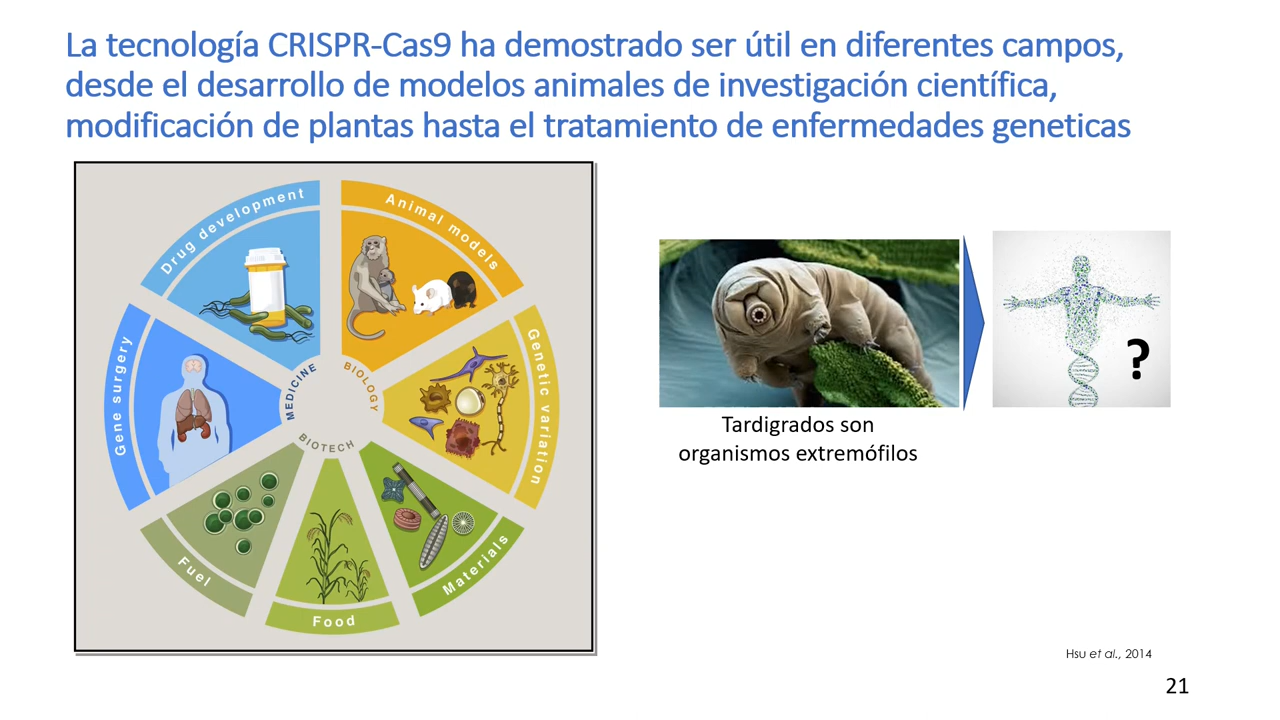 La tecnología CRISPR-Cas9 ha demostrado ser útil en diferentes campos,
desde el desarrollo de modelos animales de investigación científica,
modificación de plantas hasta el tratamiento de enfermedades geneticas
Drug development
Animal models
Gene surgery
Genetic variation
MEDICINE
BIOLOGY
BIOTECH
Fuel
Food
Materials
?
Tardigrados son
organismos extremófilos
Hsu et al., 2014
21